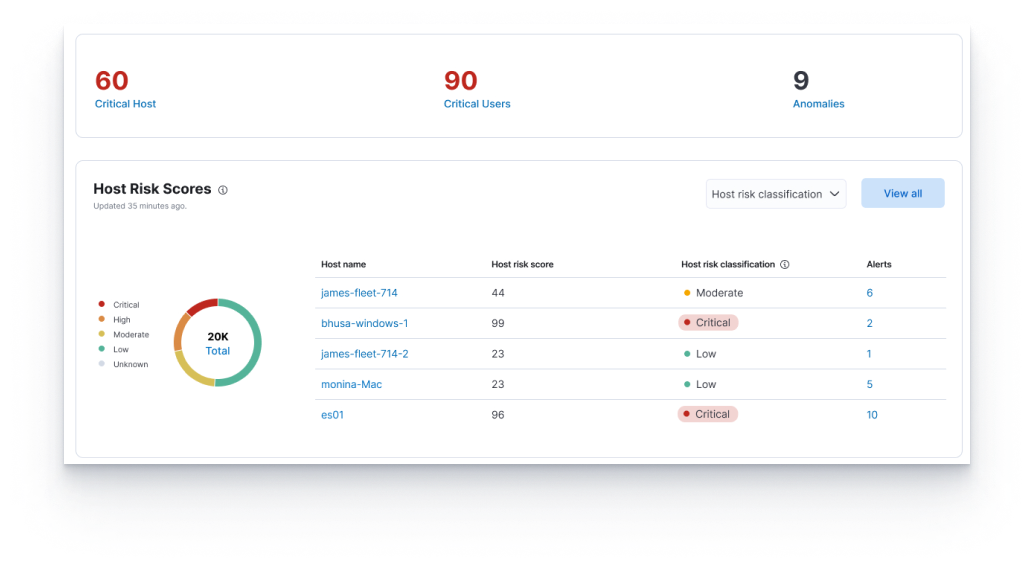 60
Critical Host
90
Critical Users
9
Anomalies
Host Risk Scores
Updated 35 minutes ago.
Host risk classification
View all
Critical
High
Moderate
Low
Unknown
20K
Total
Host name Host risk score Host risk classification Alerts
james-fleet-714 44 Moderate 6
bhusa-windows-1 99 Critical 2
james-fleet-714-2 23 Low 1
monina-Mac 23 Low 5
es01 96 Critical 10